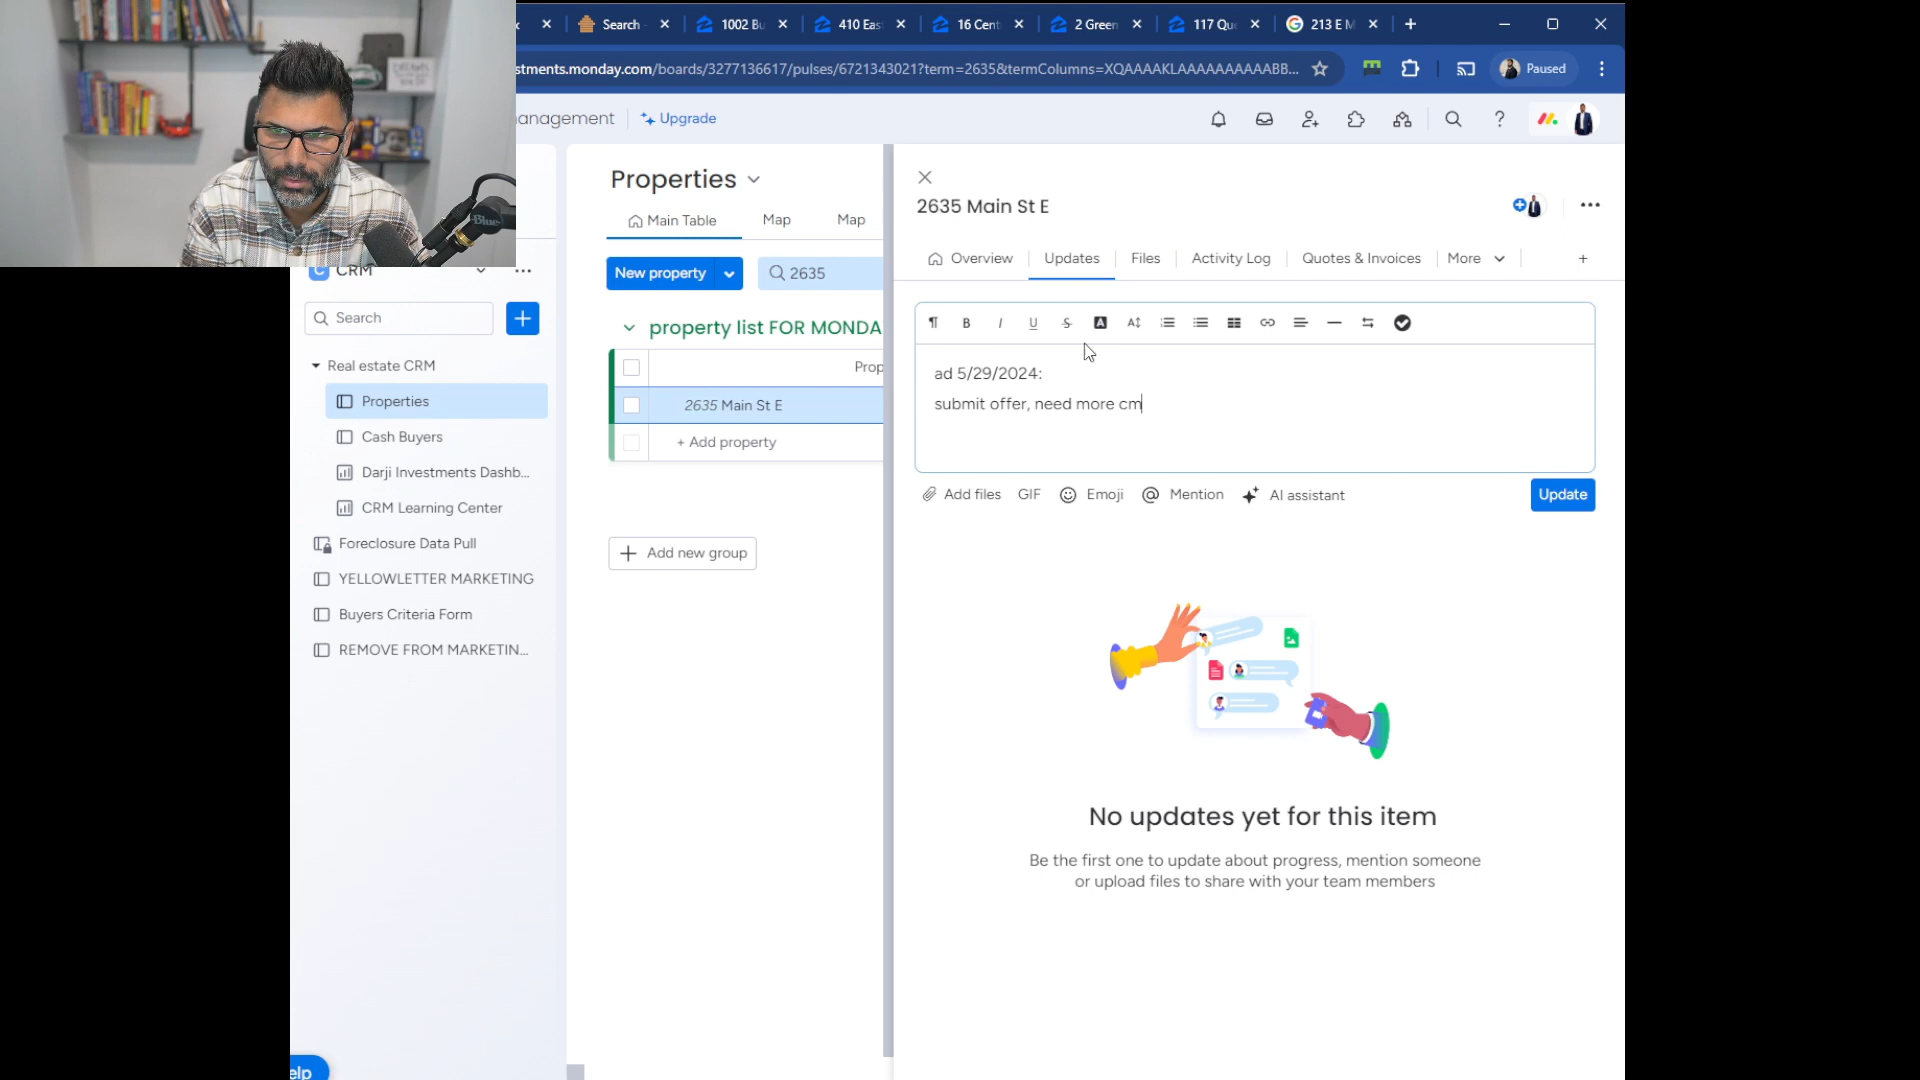 Search
1002 Bu
410 East
16 Cent
2 Green
117 Que
213 E M
stments.monday.com/boards/3277136617/pulses/6721343021?term=2635&termColumns=XQAAAAKLAAAAAAAAAABB...
Paused
anagement
Upgrade
CRM
Search
Real estate CRM
Properties
Cash Buyers
Darji Investments Dashb...
CRM Learning Center
Foreclosure Data Pull
YELLOWLETTER MARKETING
Buyers Criteria Form
REMOVE FROM MARKETIN...
elp
Properties
Main Table
Map
Map
New property
2635
property list FOR MONDA
Prop
2635 Main St E
+ Add property
Add new group
2635 Main St E
Overview
Updates
Files
Activity Log
Quotes & Invoices
More
ad 5/29/2024:
submit offer, need more cm
Add files
GIF
Emoji
Mention
AI assistant
Update
No updates yet for this item
Be the first one to update about progress, mention someone
or upload files to share with your team members
Blue